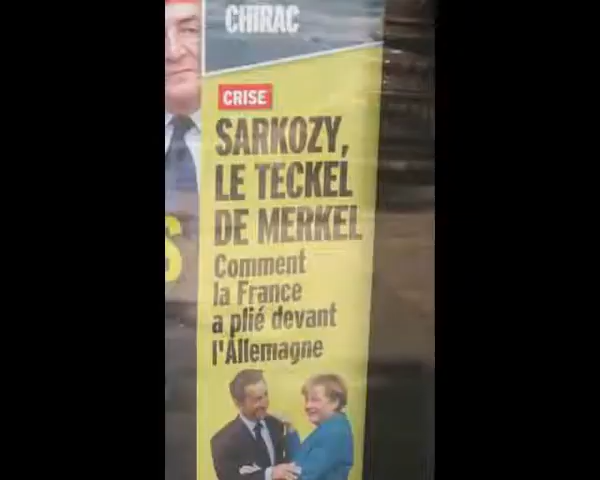 CHIRAC
CRISE
SARKOZY,
LE TECKEL
DE MERKEL
Comment
la France
a plié devant
l'Allemagne
S